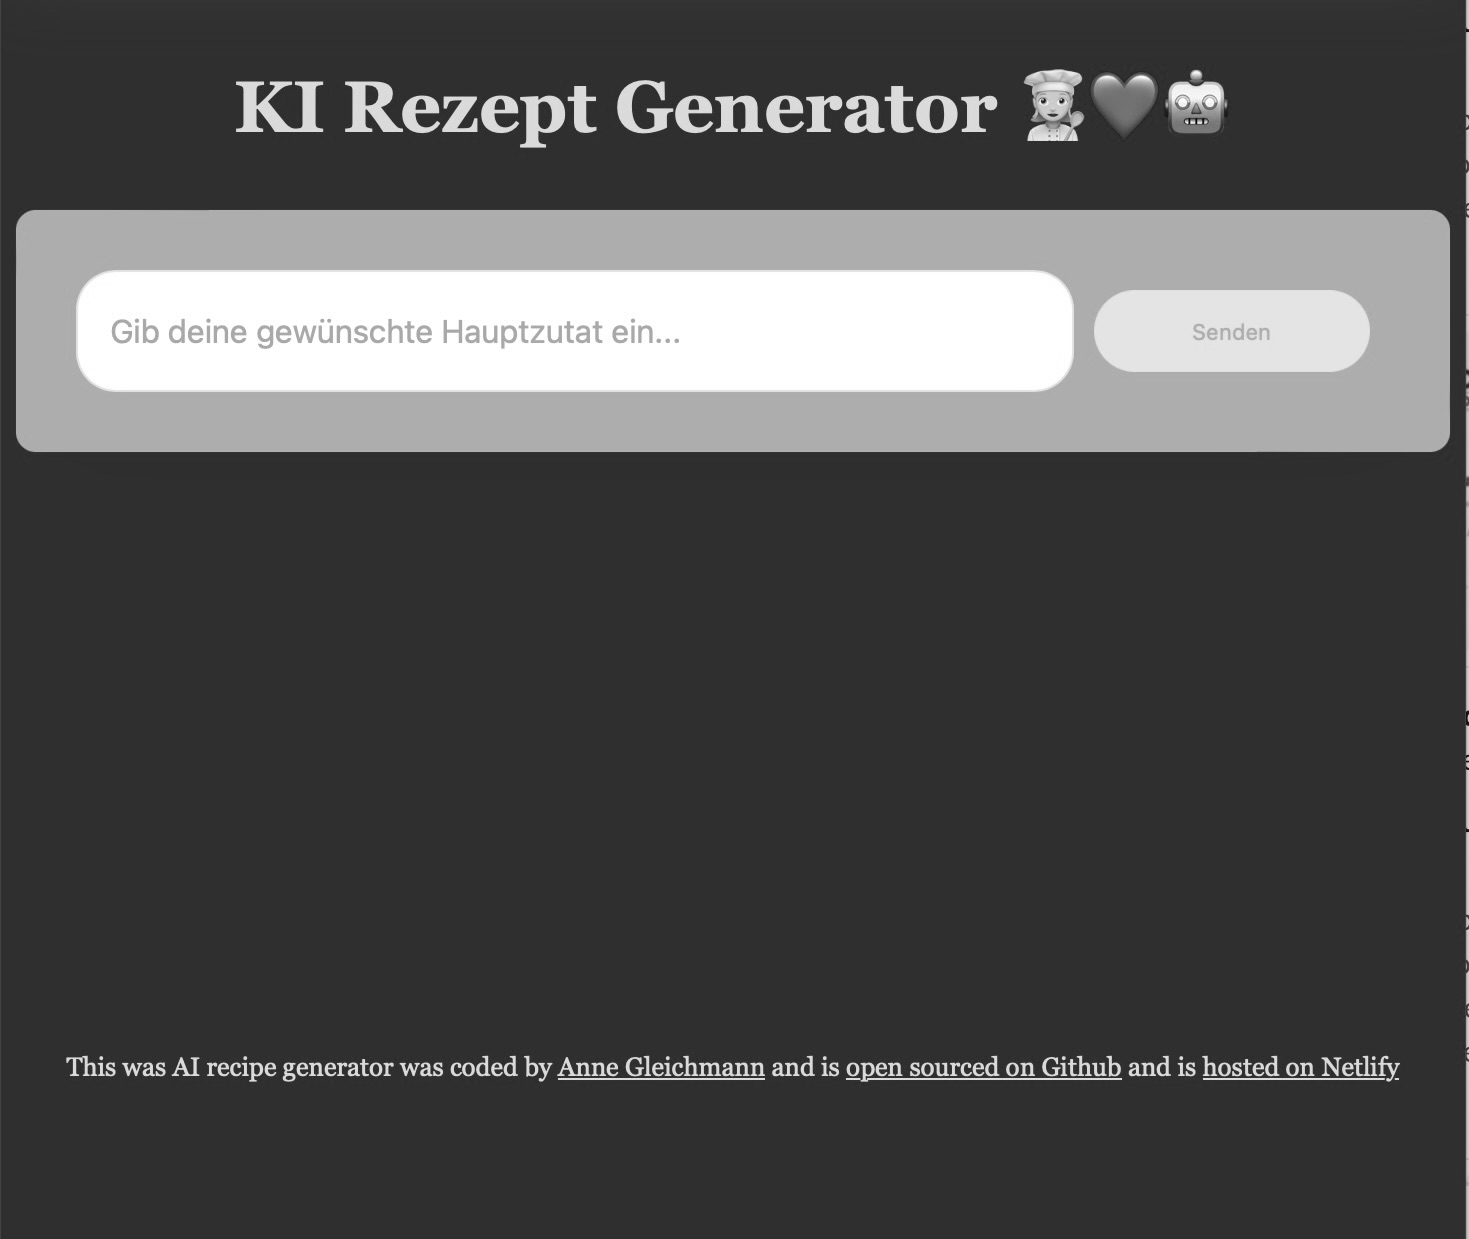 KI Rezept Generator 👩🏼‍🍳🖤🤖
Gib deine gewünschte Hauptzutat ein...
Senden
This was AI recipe generator was coded by Anne Gleichmann and is open sourced on Github and is hosted on Netlify